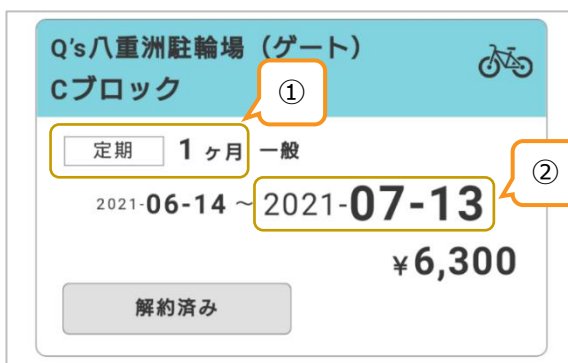 Q's八重洲駐輪場（ゲート）
Cブロック
①
定期 1ヶ月 一般
②
2021-06-14 ～ 2021-07-13
¥6,300
解約済み